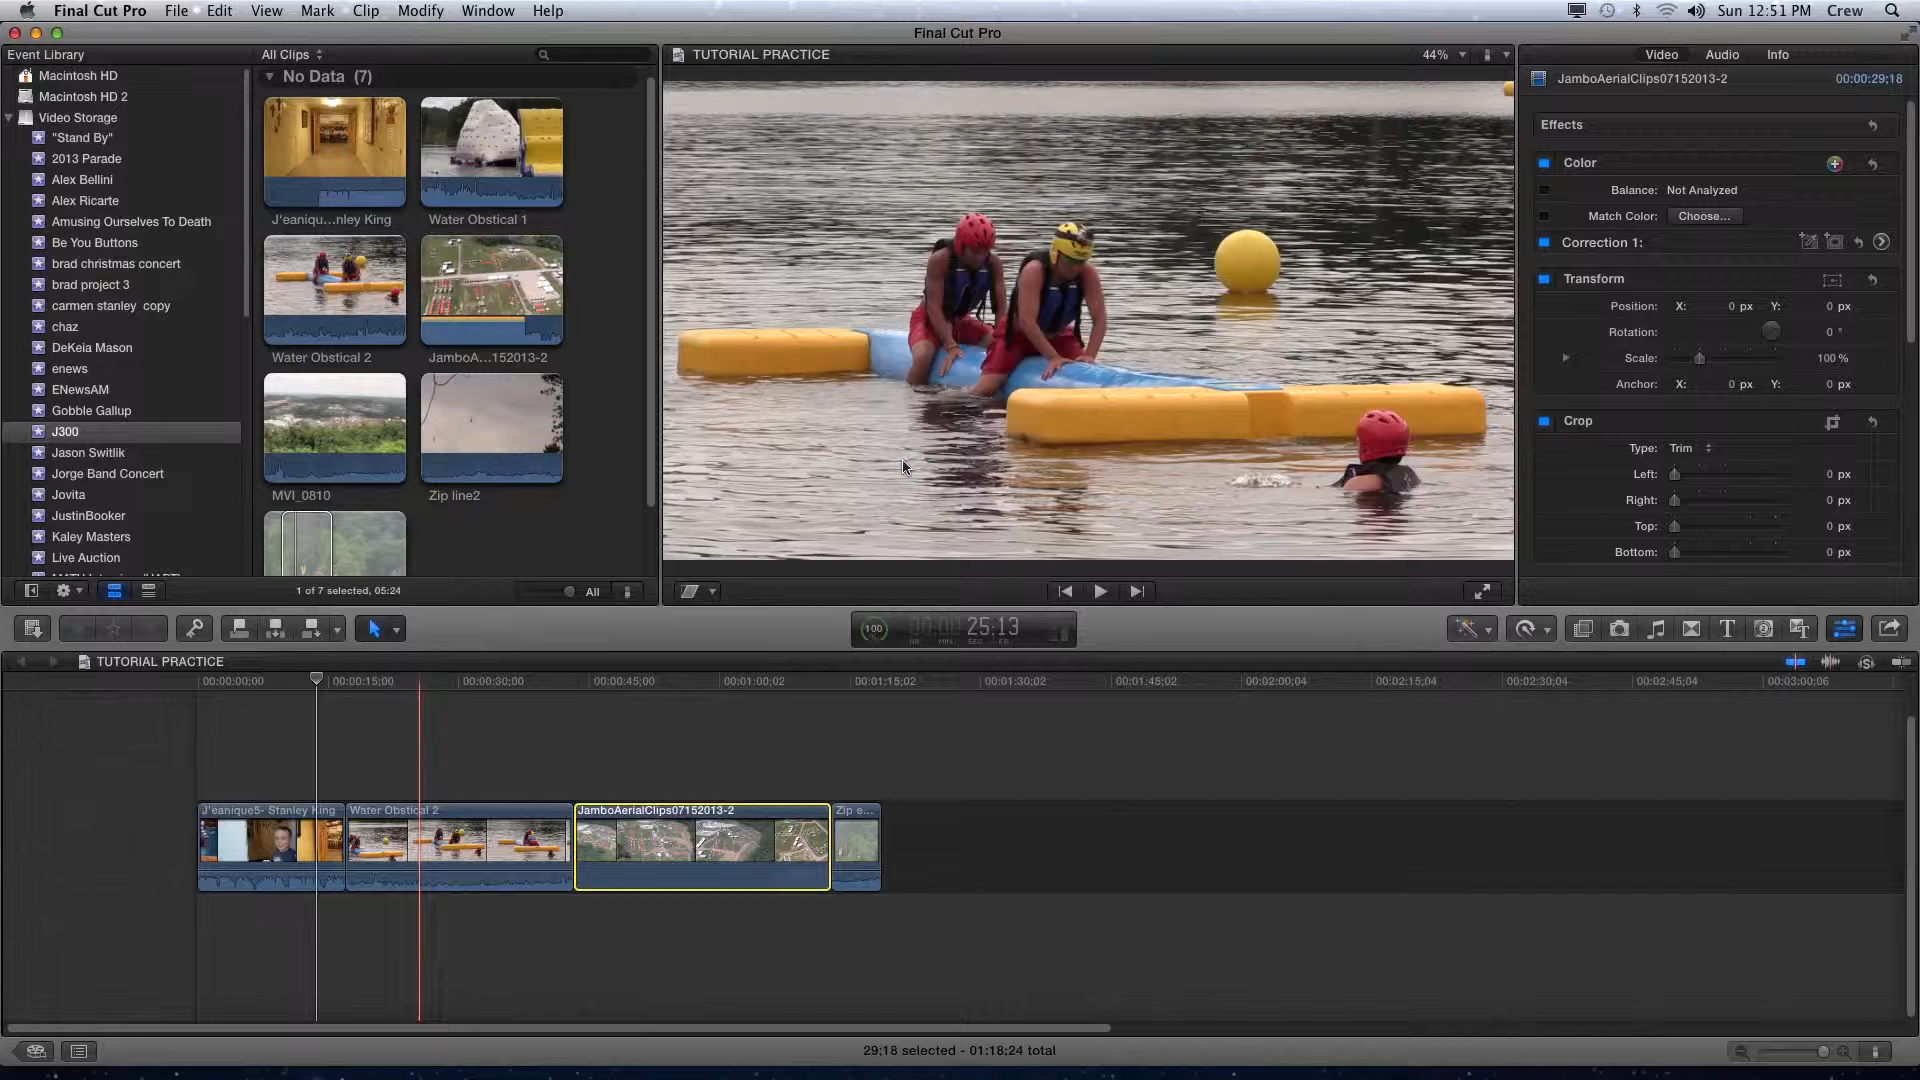 Final Cut Pro File Edit View Mark Clip Modify Window Help Sun 12:51 PM Crew
Final Cut Pro
Event Library
Macintosh HD
Macintosh HD 2
Video Storage
"Stand By"
2013 Parade
Alex Bellini
Alex Ricarte
Amusing Ourselves To Death
Be You Buttons
brad christmas concert
brad project 3
carmen stanley copy
chaz
DeKeia Mason
enews
ENewsAM
Gobble Gallup
J300
Jason Switlik
Jorge Band Concert
Jovita
JustinBooker
Kaley Masters
Live Auction
All Clips
No Data (7)
J'eaniqu...nley King Water Obstical 1
Water Obstical 2 JamboA...152013-2
MVI_0810 Zip line2
1 of 7 selected, 05:24 All
TUTORIAL PRACTICE 44%
Video Audio Info
JamboAerialClips07152013-2 00:00:29;18
Effects
Color
Balance: Not Analyzed
Match Color: Choose...
Correction 1:
Transform
Position: X: 0 px Y: 0 px
Rotation: 0 °
Scale: 100 %
Anchor: X: 0 px Y: 0 px
Crop
Type: Trim
Left: 0 px
Right: 0 px
Top: 0 px
Bottom: 0 px
100 00:00 25:13
HR MIN SEC FR
TUTORIAL PRACTICE
00:00:00;00 00:00:15;00 00:00:30;00 00:00:45;00 00:01:00;02 00:01:15;02 00:01:30;02 00:01:45;02 00:02:00;04 00:02:15;04 00:02:30;04 00:02:45;04 00:03:00;06
J'eanique5- Stanley King Water Obstical 2 JamboAerialClips07152013-2 Zip e...
29;18 selected - 01:18;24 total